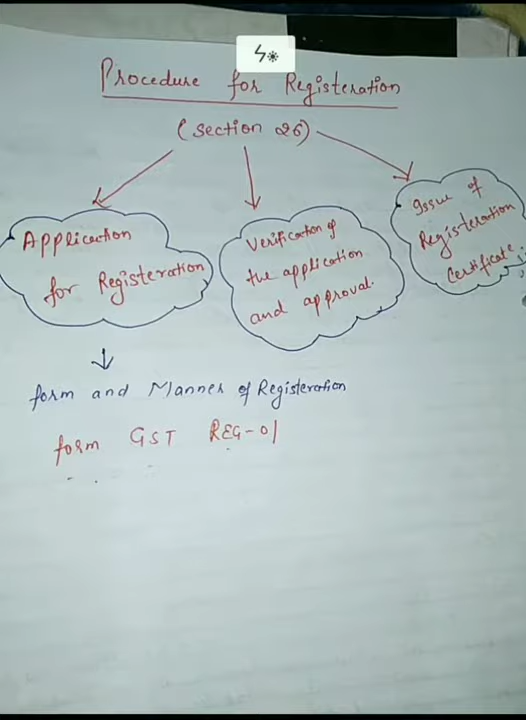 Procedure for Registeration
(Section 26)
Application
for Registeration
Verification of
the application
and approval.
Issue of
Registeration
Certificate.
form and Manner of Registeration
form GST REG-01